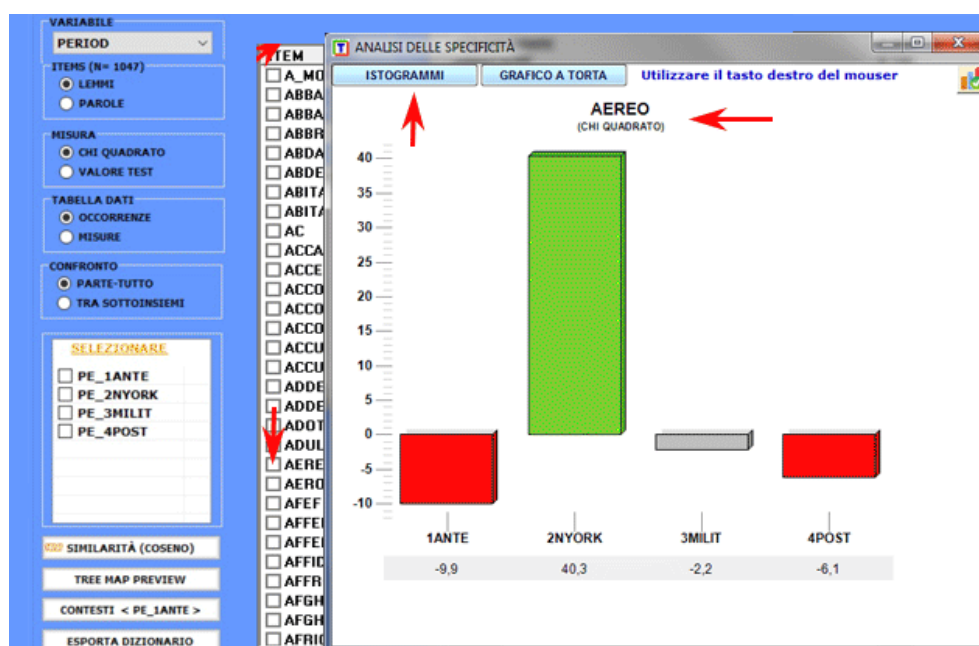 VARIABILE
PERIOD
ITEMS (N= 1047)
LEMMI
PAROLE
MISURA
CHI QUADRATO
VALORE TEST
TABELLA DATI
OCCORRENZE
MISURE
CONFRONTO
PARTE-TUTTO
TRA SOTTOINSIEMI
SELEZIONARE
PE_1ANTE
PE_2NYORK
PE_3MILIT
PE_4POST
SIMILARITÀ (COSENO)
TREE MAP PREVIEW
CONTESTI < PE_1ANTE >
ESPORTA DIZIONARIO
ITEM
A_MO
ABBA
ABBA
ABBR
ABDA
ABDE
ABITA
ABITA
AC
ACCA
ACCE
ACCO
ACCO
ACCO
ACCU
ACCU
ADDE
ADDE
ADOT
ADUL
AERE
AERO
AFEF
AFFE
AFFE
AFFID
AFFR
AFGH
AFGH
AFRI
T ANALISI DELLE SPECIFICITÀ
ISTOGRAMMI GRAFICO A TORTA Utilizzare il tasto destro del mouser
AEREO
(CHI QUADRATO)
40
35
30
25
20
15
10
5
0
-5
-10
1ANTE 2NYORK 3MILIT 4POST
-9,9 40,3 -2,2 -6,1